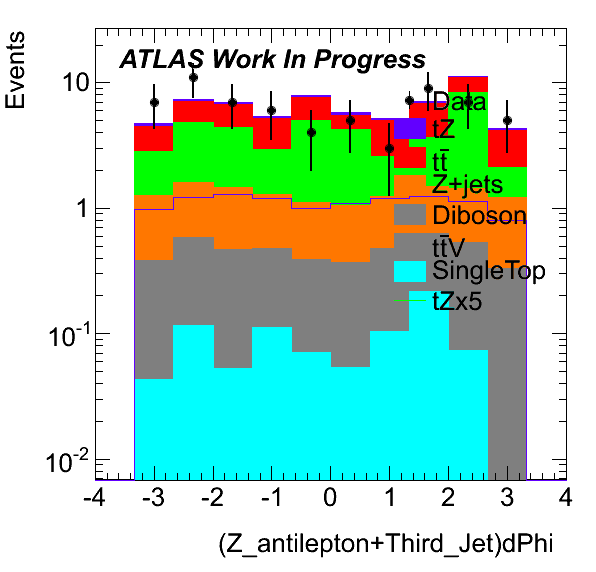 Events
ATLAS Work In Progress
10
1
10⁻¹
10⁻²
Data
tZ
tt̄
Z+jets
Diboson
tt̄V
SingleTop
tZx5
-4 -3 -2 -1 0 1 2 3 4
(Z_antilepton+Third_Jet)dPhi